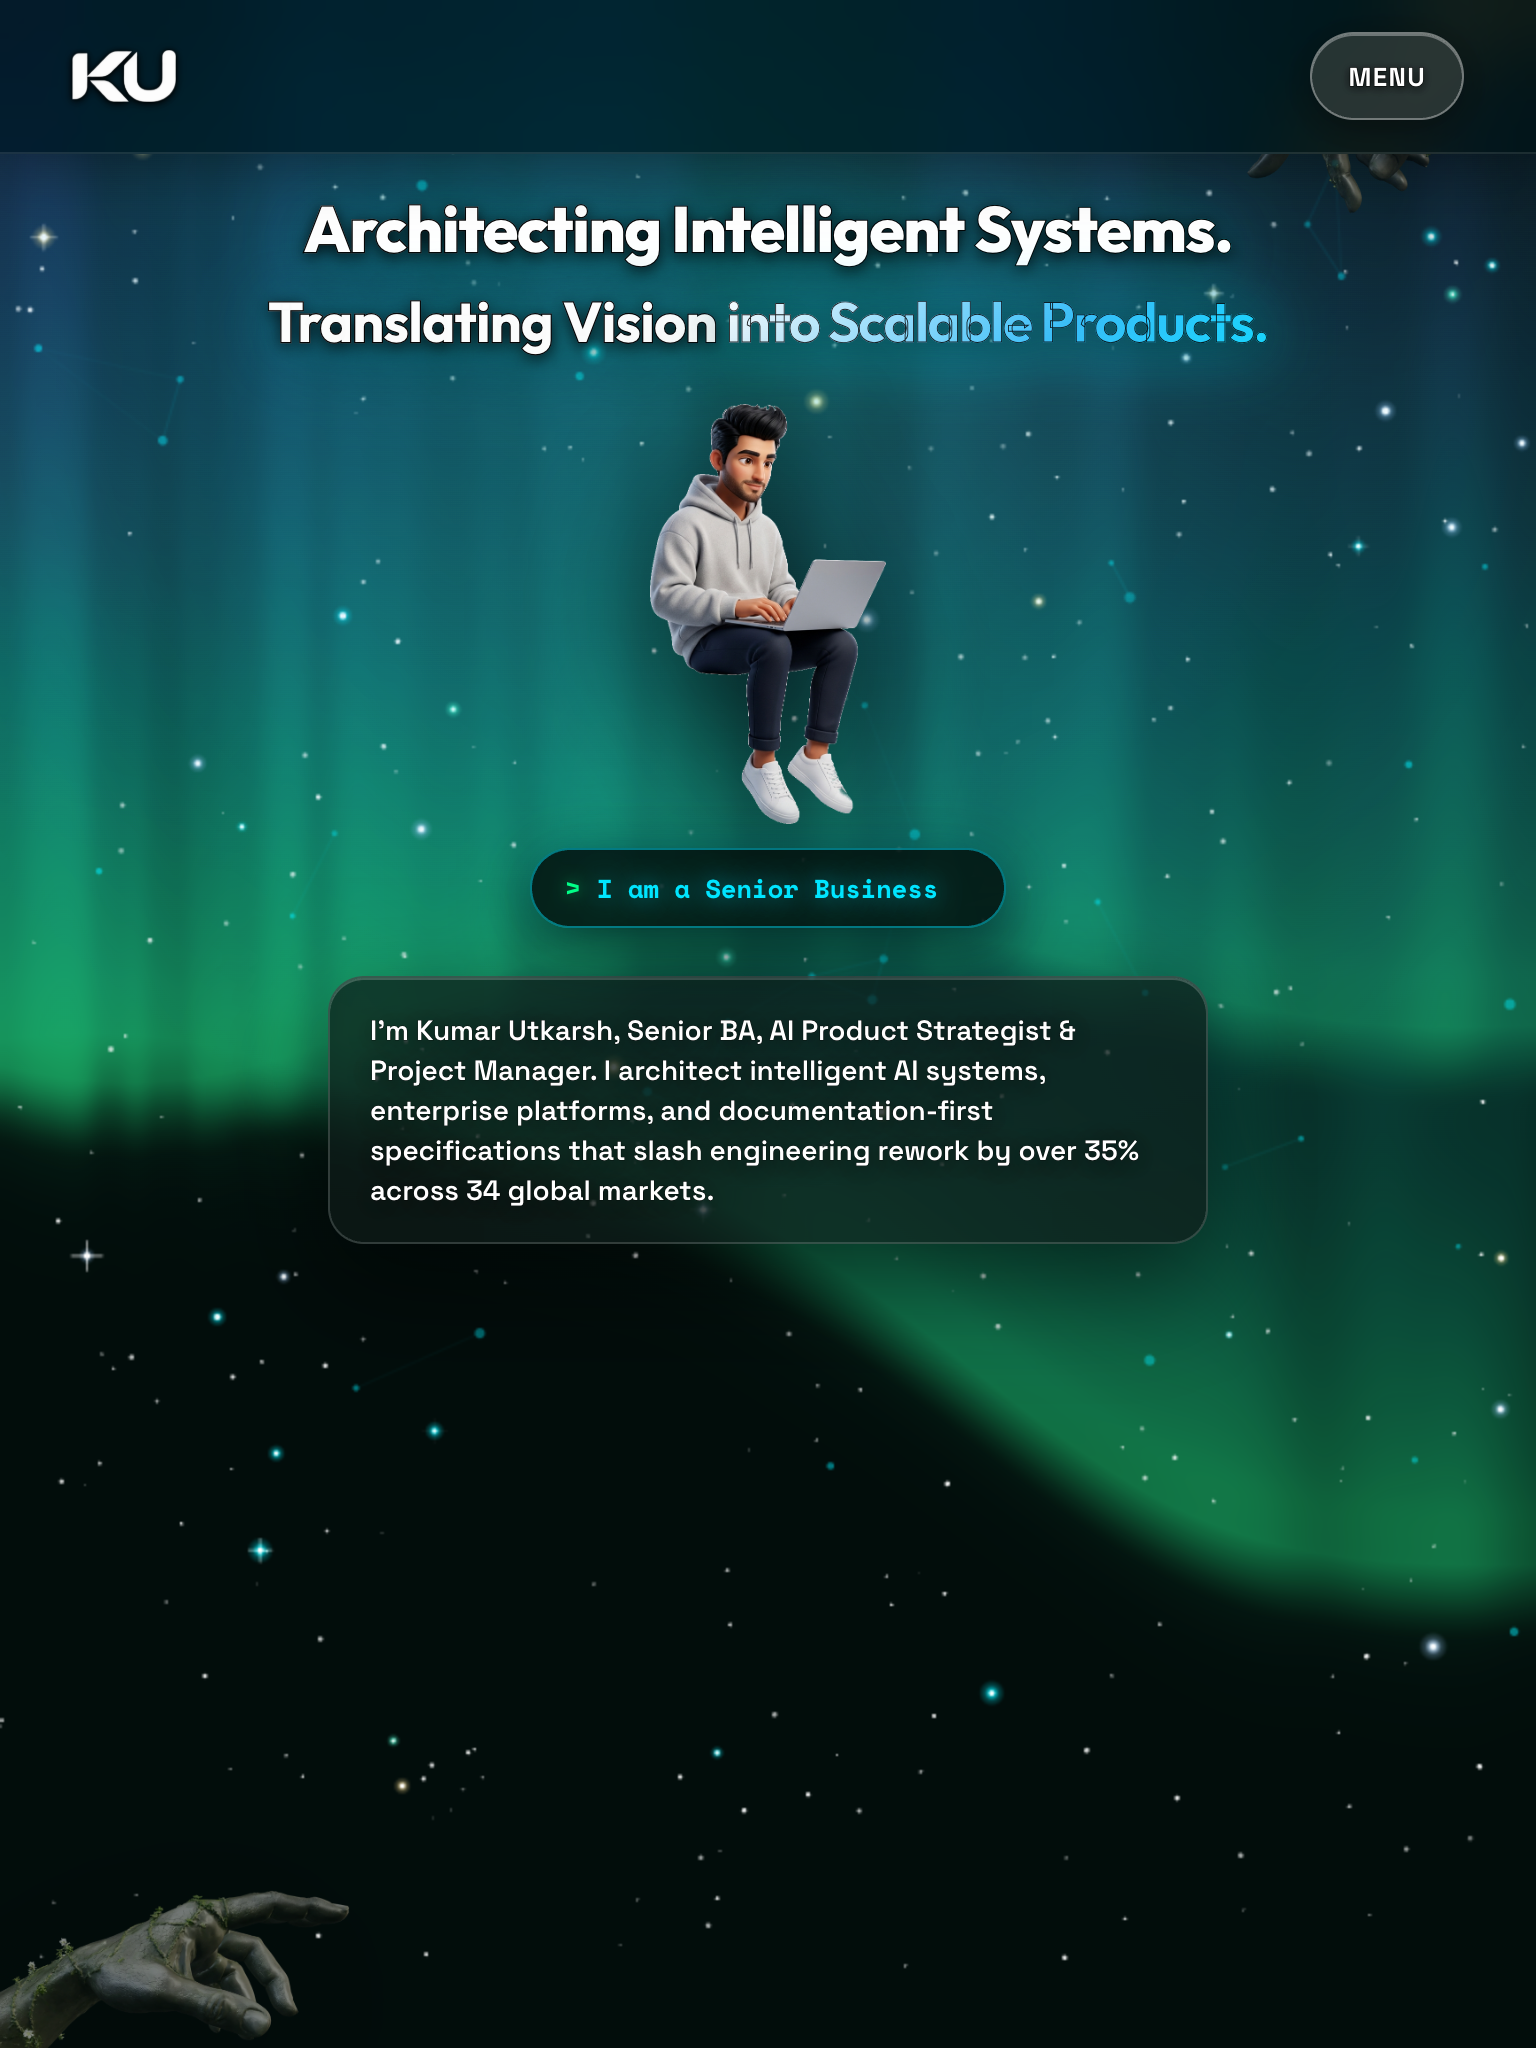 KU
MENU
Architecting Intelligent Systems.
Translating Vision into Scalable Products.
> I am a Senior Business
I'm Kumar Utkarsh, Senior BA, AI Product Strategist &
Project Manager. I architect intelligent AI systems,
enterprise platforms, and documentation-first
specifications that slash engineering rework by over 35%
across 34 global markets.